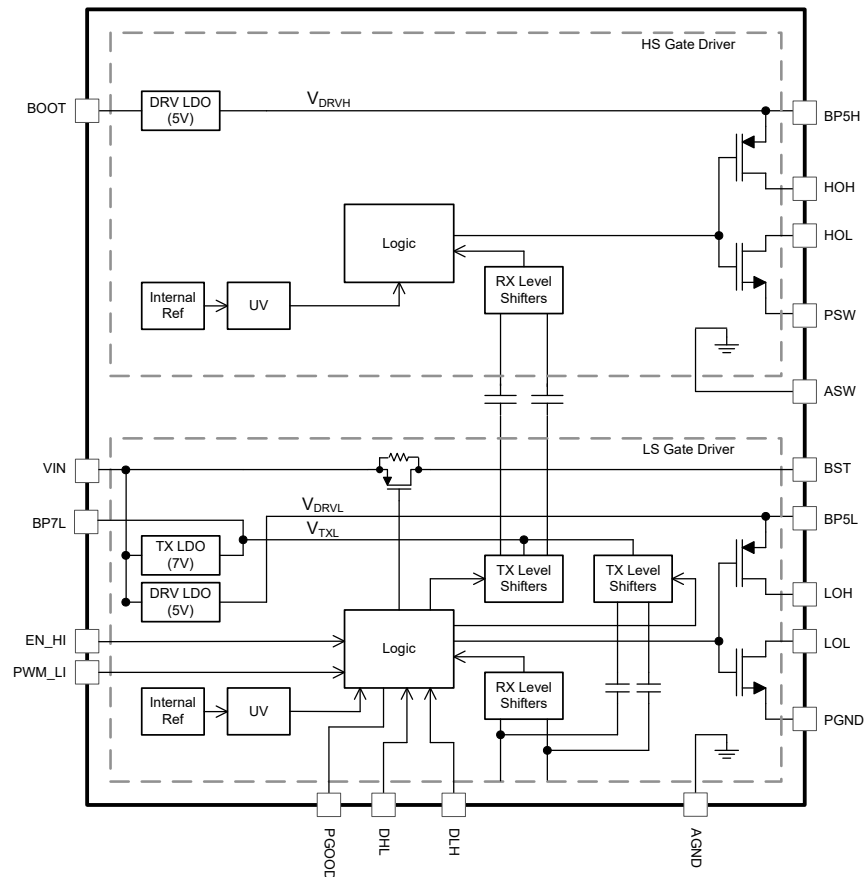 HS Gate Driver
BOOT
DRV LDO
(5V)
VDRVH
BP5H
HOH
Logic
HOL
RX Level
Shifters
Internal
Ref
UV
PSW
ASW
LS Gate Driver
VIN
BST
VDRVL
BP7L
BP5L
VTXL
TX LDO
(7V)
TX Level
Shifters
TX Level
Shifters
DRV LDO
(5V)
LOH
EN_HI
Logic
LOL
PWM_LI
RX Level
Shifters
Internal
Ref
UV
PGND
PGOOD
DHL
DLH
AGND